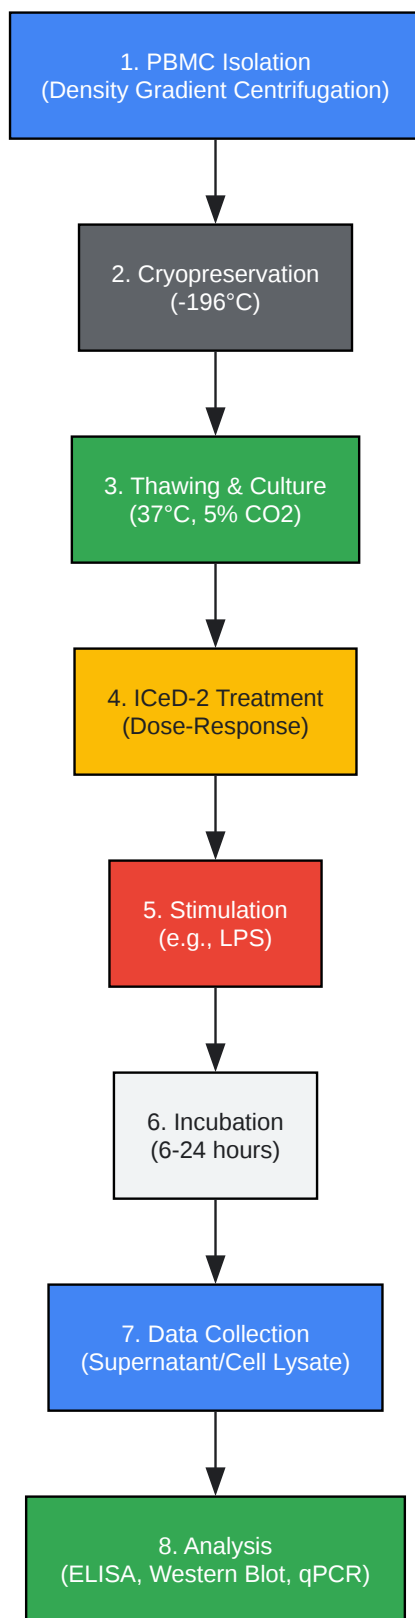 1. PBMC Isolation
(Density Gradient Centrifugation)
2. Cryopreservation
(-196°C)
3. Thawing & Culture
(37°C, 5% CO2)
4. ICeD-2 Treatment
(Dose-Response)
5. Stimulation
(e.g., LPS)
6. Incubation
(6-24 hours)
7. Data Collection
(Supernatant/Cell Lysate)
8. Analysis
(ELISA, Western Blot, qPCR)